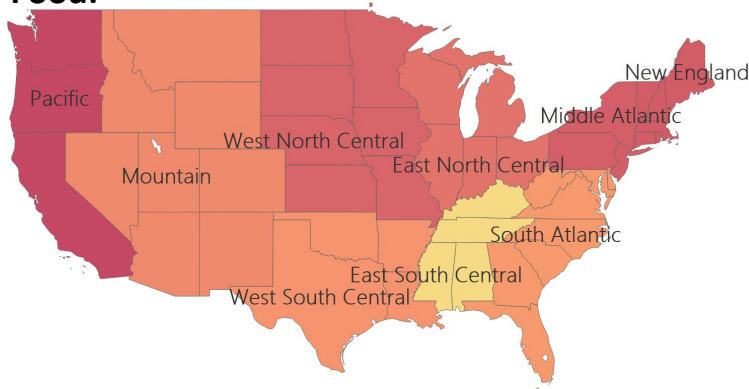 New England
Pacific
Middle Atlantic
West North Central
East North Central
Mountain
South Atlantic
East South Central
West South Central